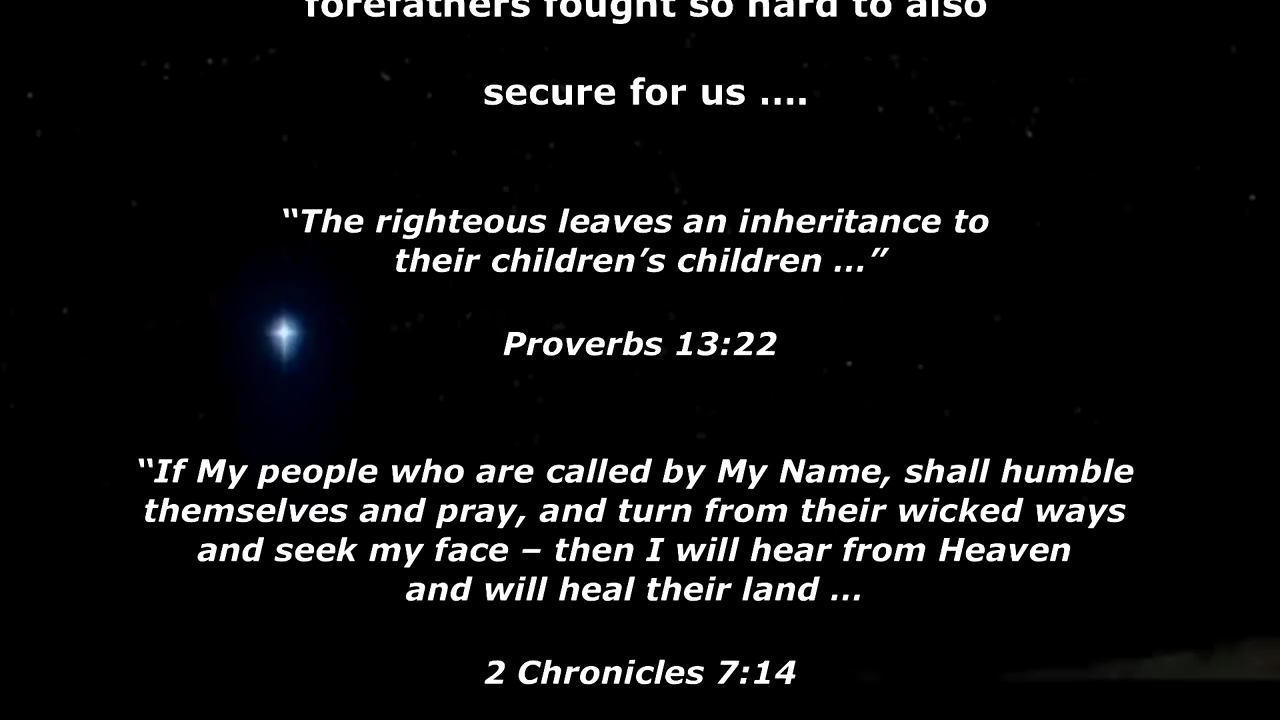 forefathers fought so hard to also
secure for us ....
“The righteous leaves an inheritance to
their children’s children …”
Proverbs 13:22
“If My people who are called by My Name, shall humble
themselves and pray, and turn from their wicked ways
and seek my face – then I will hear from Heaven
and will heal their land …
2 Chronicles 7:14